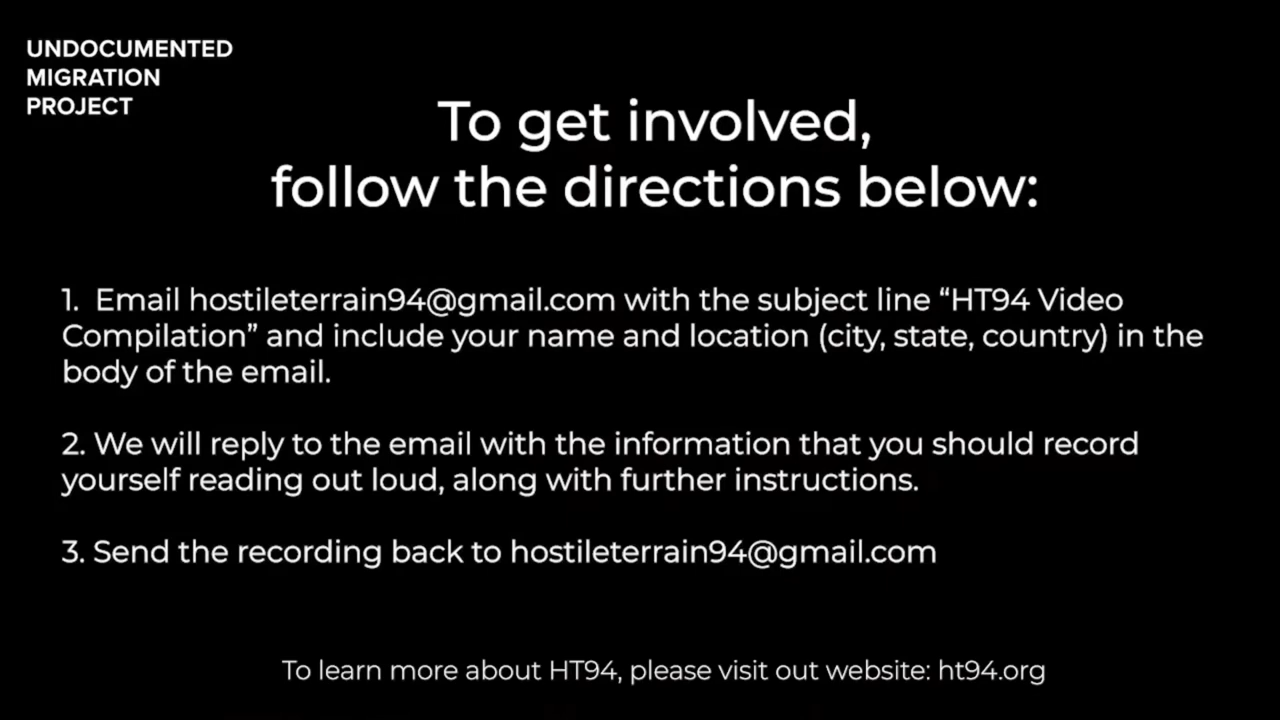 UNDOCUMENTED
MIGRATION
PROJECT
To get involved,
follow the directions below:
1. Email hostileterrain94@gmail.com with the subject line “HT94 Video
Compilation” and include your name and location (city, state, country) in the
body of the email.
2. We will reply to the email with the information that you should record
yourself reading out loud, along with further instructions.
3. Send the recording back to hostileterrain94@gmail.com
To learn more about HT94, please visit out website: ht94.org